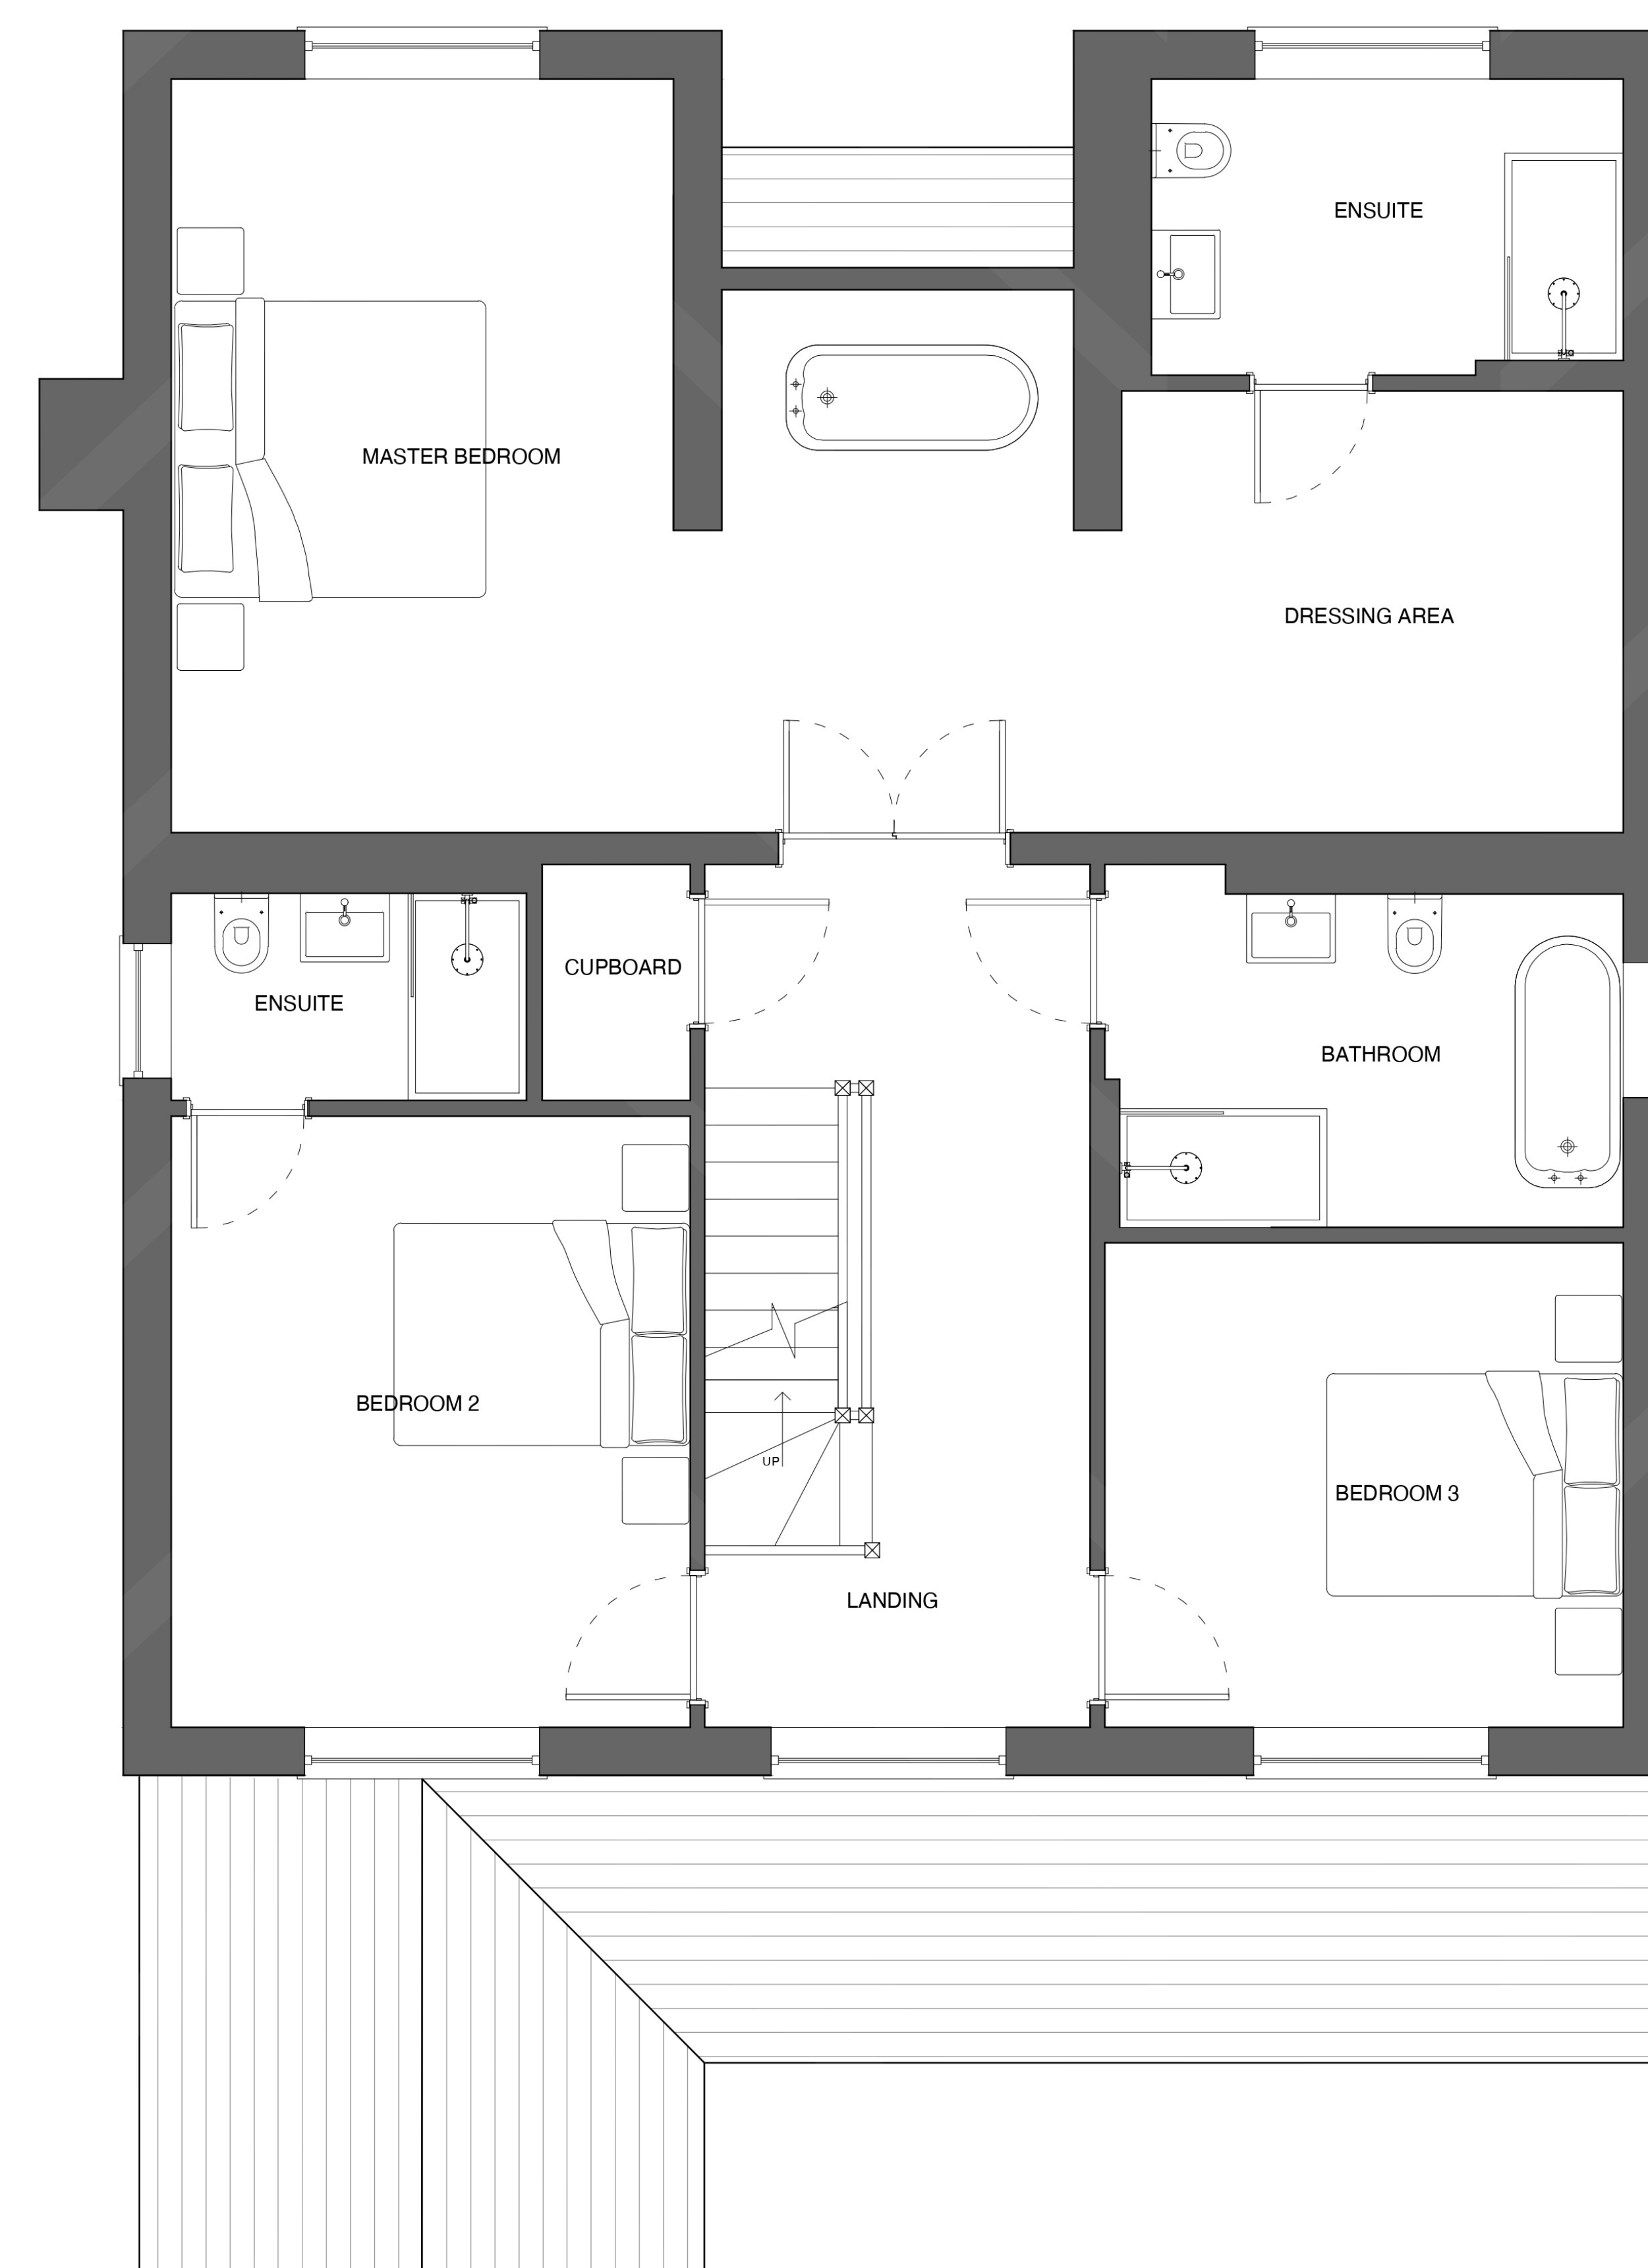 ENSUITE
MASTER BEDROOM
DRESSING AREA
CUPBOARD
ENSUITE
BATHROOM
BEDROOM 2
UP
BEDROOM 3
LANDING